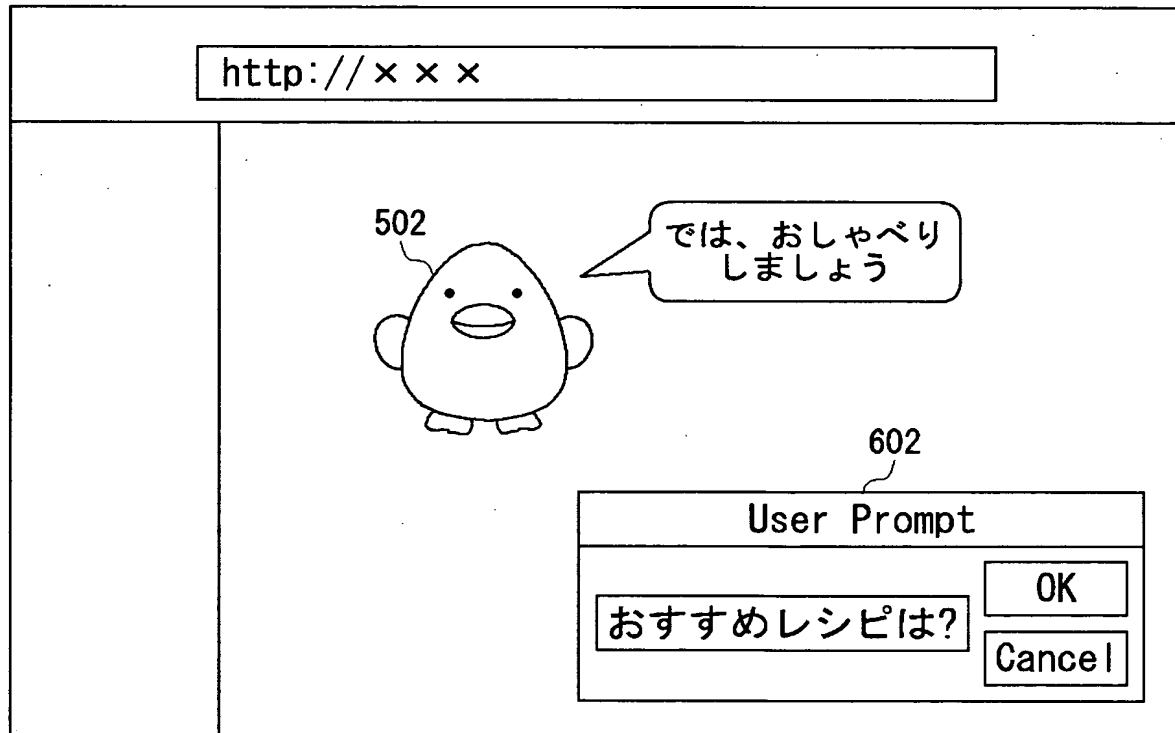 http://×××
502
では、おしゃべり
しましょう
602
User Prompt
おすすめレシピは?
OK
Cancel